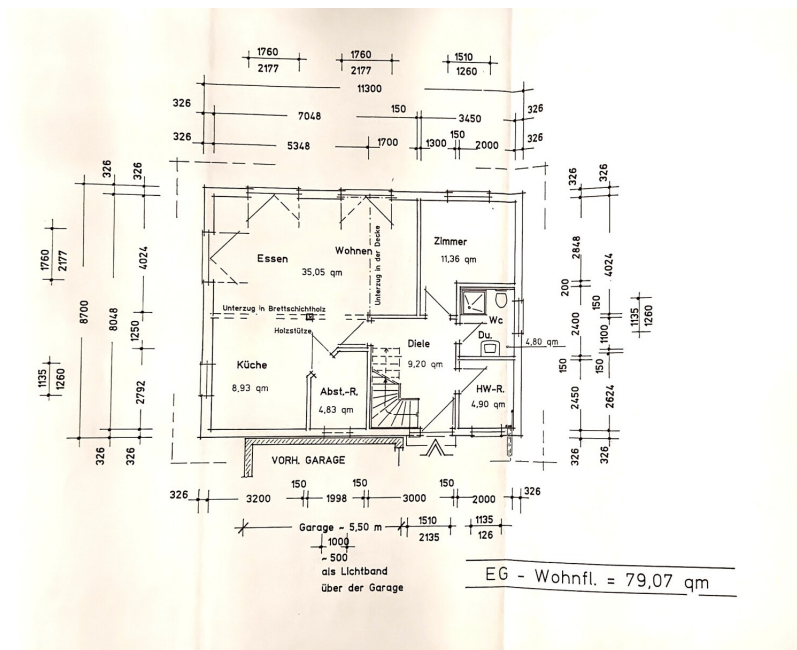 1760
2177
1760
2177
1510
1260
11300
326
7048
150
3450
326
326
5348
1700
1300
150
2000
326
326
326
326
326
1760
2177
4024
8700
8048
1250
1135
1260
2792
326
326
2848
4024
200
150
2400
1100
1135
1260
150
150
2450
2624
326
326
Essen
Wohnen
35,05 qm
Unterzug in der Decke
Zimmer
11,36 qm
Unterzug in Brettschichtholz
Holzstütze
Wc
Du.
4,80 qm
Diele
9,20 qm
Küche
8,93 qm
Abst.-R.
4,83 qm
HW-R.
4,90 qm
VORH. GARAGE
326
3200
150
1998
150
3000
150
2000
326
Garage ~ 5,50 m
1510
2135
1135
126
1000
~ 500
als Lichtband
über der Garage
EG - Wohnfl. = 79,07 qm